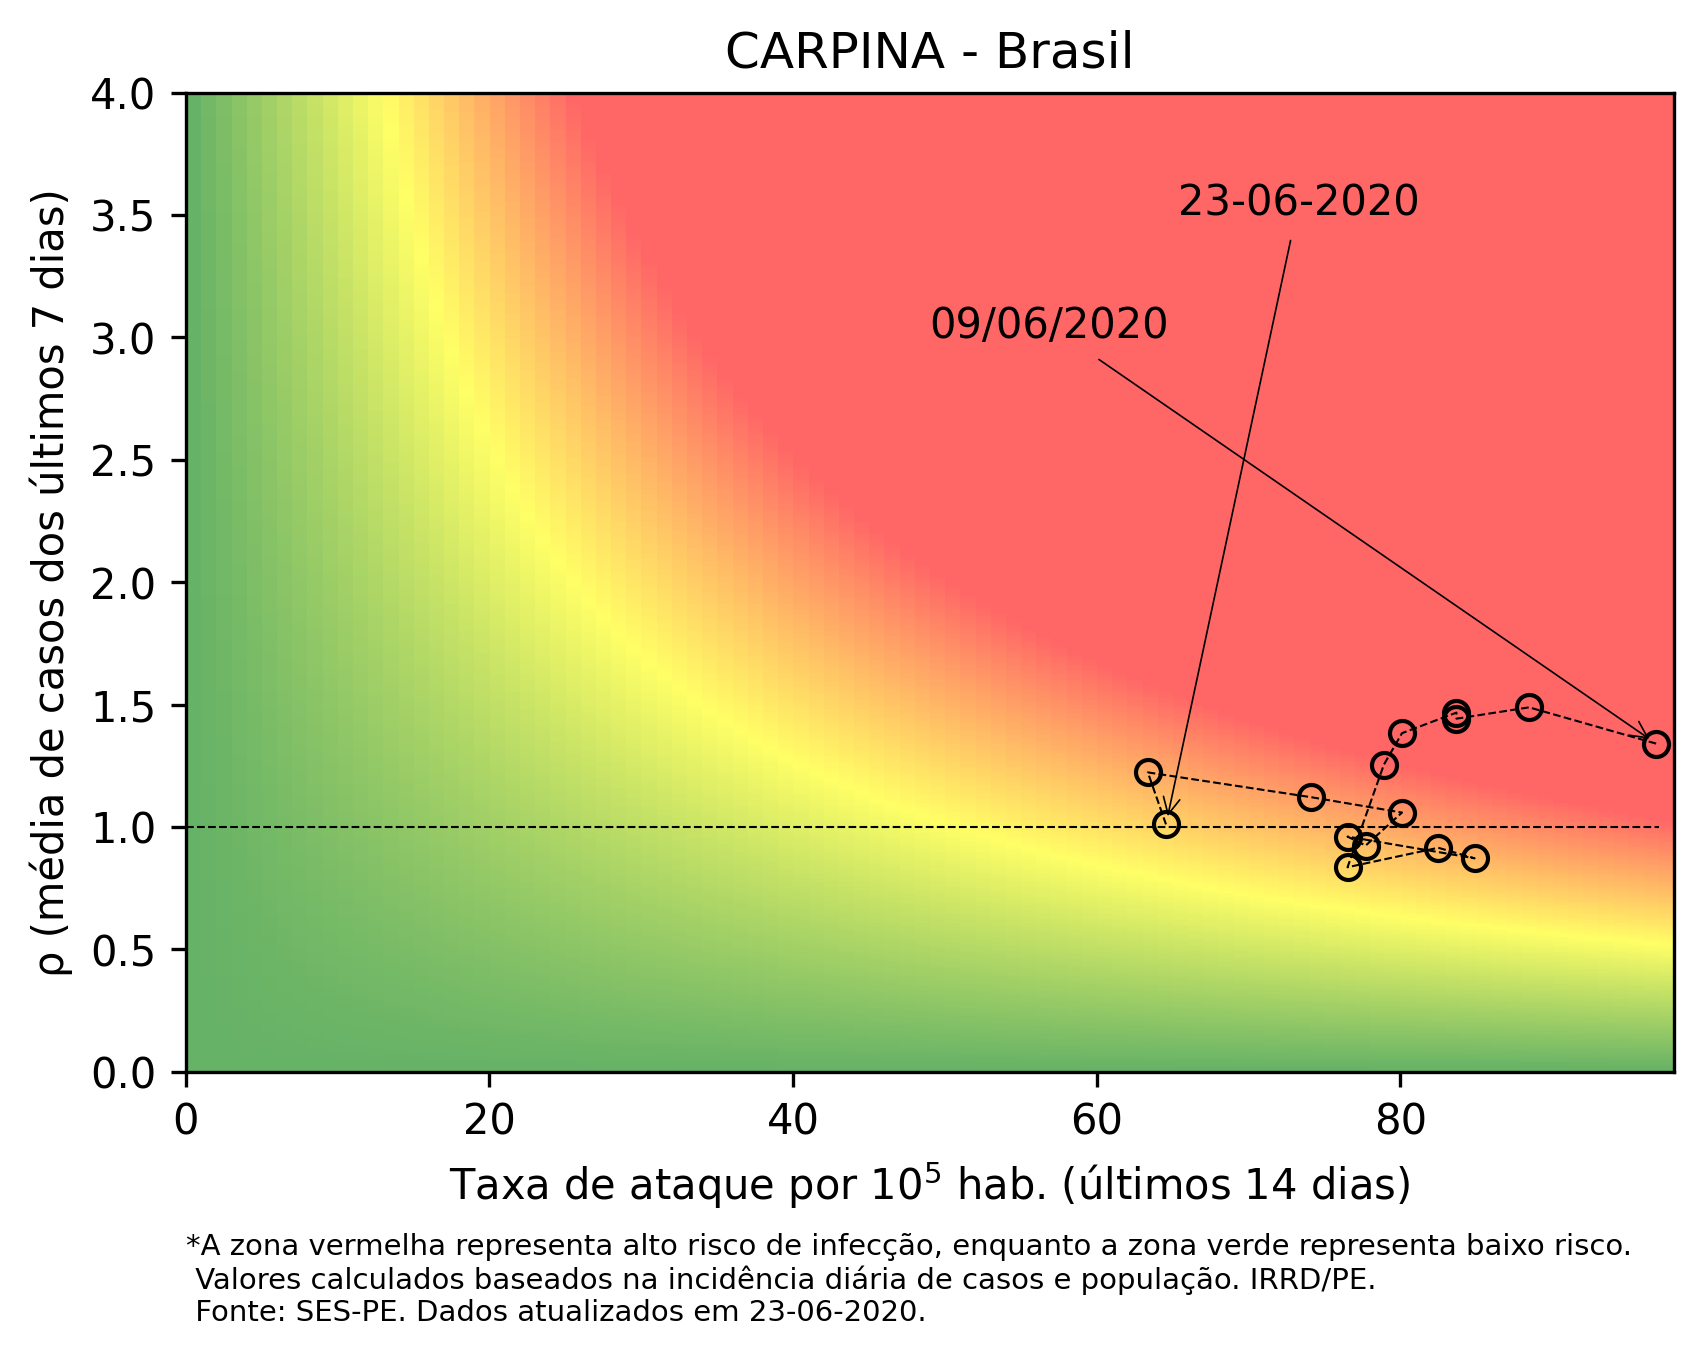 CARPINA - Brasil
4.0
3.5
3.0
2.5
2.0
1.5
1.0
0.5
0.0
ρ (média de casos dos últimos 7 dias)
23-06-2020
09/06/2020
0 20 40 60 80
Taxa de ataque por 10⁵ hab. (últimos 14 dias)
*A zona vermelha representa alto risco de infecção, enquanto a zona verde representa baixo risco.
Valores calculados baseados na incidência diária de casos e população. IRRD/PE.
Fonte: SES-PE. Dados atualizados em 23-06-2020.